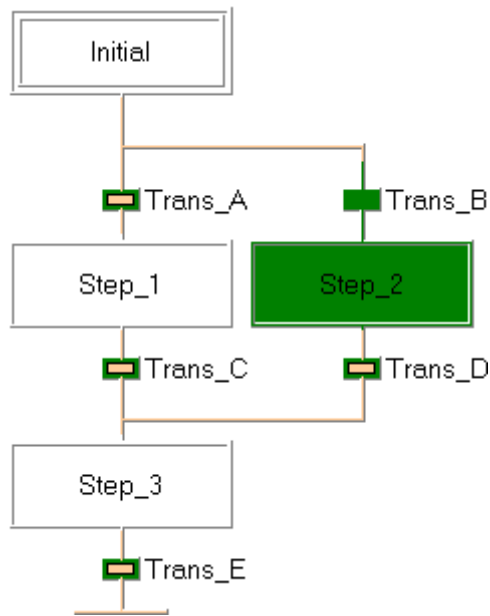 Initial
Trans_A
Trans_B
Step_1
Step_2
Trans_C
Trans_D
Step_3
Trans_E